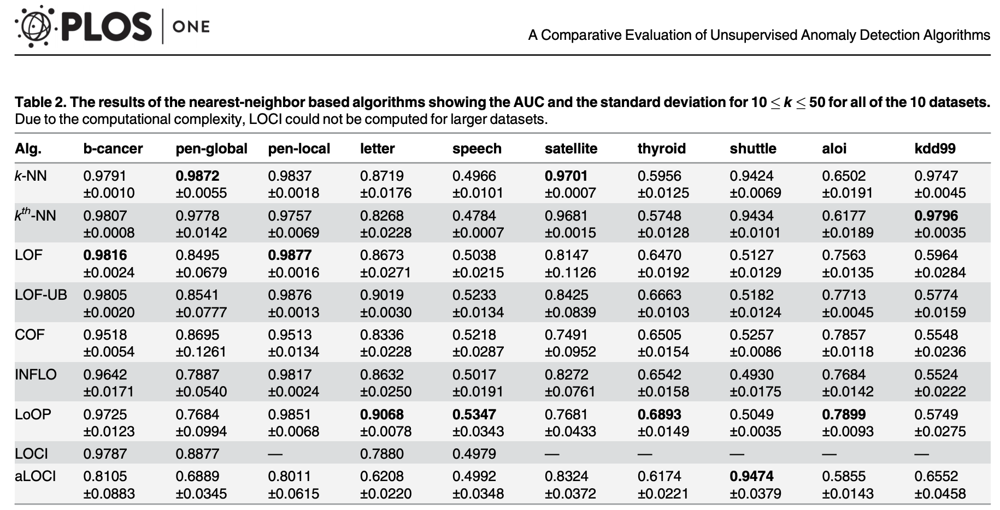 PLOS | ONE
A Comparative Evaluation of Unsupervised Anomaly Detection Algorithms
Table 2. The results of the nearest-neighbor based algorithms showing the AUC and the standard deviation for 10 ≤ k ≤ 50 for all of the 10 datasets.
Due to the computational complexity, LOCI could not be computed for larger datasets.
Alg. b-cancer pen-global pen-local letter speech satellite thyroid shuttle aloi kdd99
k-NN 0.9791 0.9872 0.9837 0.8719 0.4966 0.9701 0.5956 0.9424 0.6502 0.9747
±0.0010 ±0.0055 ±0.0018 ±0.0176 ±0.0101 ±0.0007 ±0.0125 ±0.0069 ±0.0191 ±0.0045
kth-NN 0.9807 0.9778 0.9757 0.8268 0.4784 0.9681 0.5748 0.9434 0.6177 0.9796
±0.0008 ±0.0142 ±0.0069 ±0.0228 ±0.0007 ±0.0015 ±0.0128 ±0.0101 ±0.0189 ±0.0035
LOF 0.9816 0.8495 0.9877 0.8673 0.5038 0.8147 0.6470 0.5127 0.7563 0.5964
±0.0024 ±0.0679 ±0.0016 ±0.0271 ±0.0215 ±0.1126 ±0.0192 ±0.0129 ±0.0135 ±0.0284
LOF-UB 0.9805 0.8541 0.9876 0.9019 0.5233 0.8425 0.6663 0.5182 0.7713 0.5774
±0.0020 ±0.0777 ±0.0013 ±0.0030 ±0.0134 ±0.0839 ±0.0103 ±0.0124 ±0.0045 ±0.0159
COF 0.9518 0.8695 0.9513 0.8336 0.5218 0.7491 0.6505 0.5257 0.7857 0.5548
±0.0054 ±0.1261 ±0.0134 ±0.0228 ±0.0287 ±0.0952 ±0.0154 ±0.0086 ±0.0118 ±0.0236
INFLO 0.9642 0.7887 0.9817 0.8632 0.5017 0.8272 0.6542 0.4930 0.7684 0.5524
±0.0171 ±0.0540 ±0.0024 ±0.0250 ±0.0191 ±0.0761 ±0.0158 ±0.0175 ±0.0142 ±0.0222
LoOP 0.9725 0.7684 0.9851 0.9068 0.5347 0.7681 0.6893 0.5049 0.7899 0.5749
±0.0123 ±0.0994 ±0.0068 ±0.0078 ±0.0343 ±0.0433 ±0.0149 ±0.0035 ±0.0093 ±0.0275
LOCI 0.9787 0.8877 — 0.7880 0.4979 — — — — —
aLOCI 0.8105 0.6889 0.8011 0.6208 0.4992 0.8324 0.6174 0.9474 0.5855 0.6552
±0.0883 ±0.0345 ±0.0615 ±0.0220 ±0.0348 ±0.0372 ±0.0221 ±0.0379 ±0.0143 ±0.0458